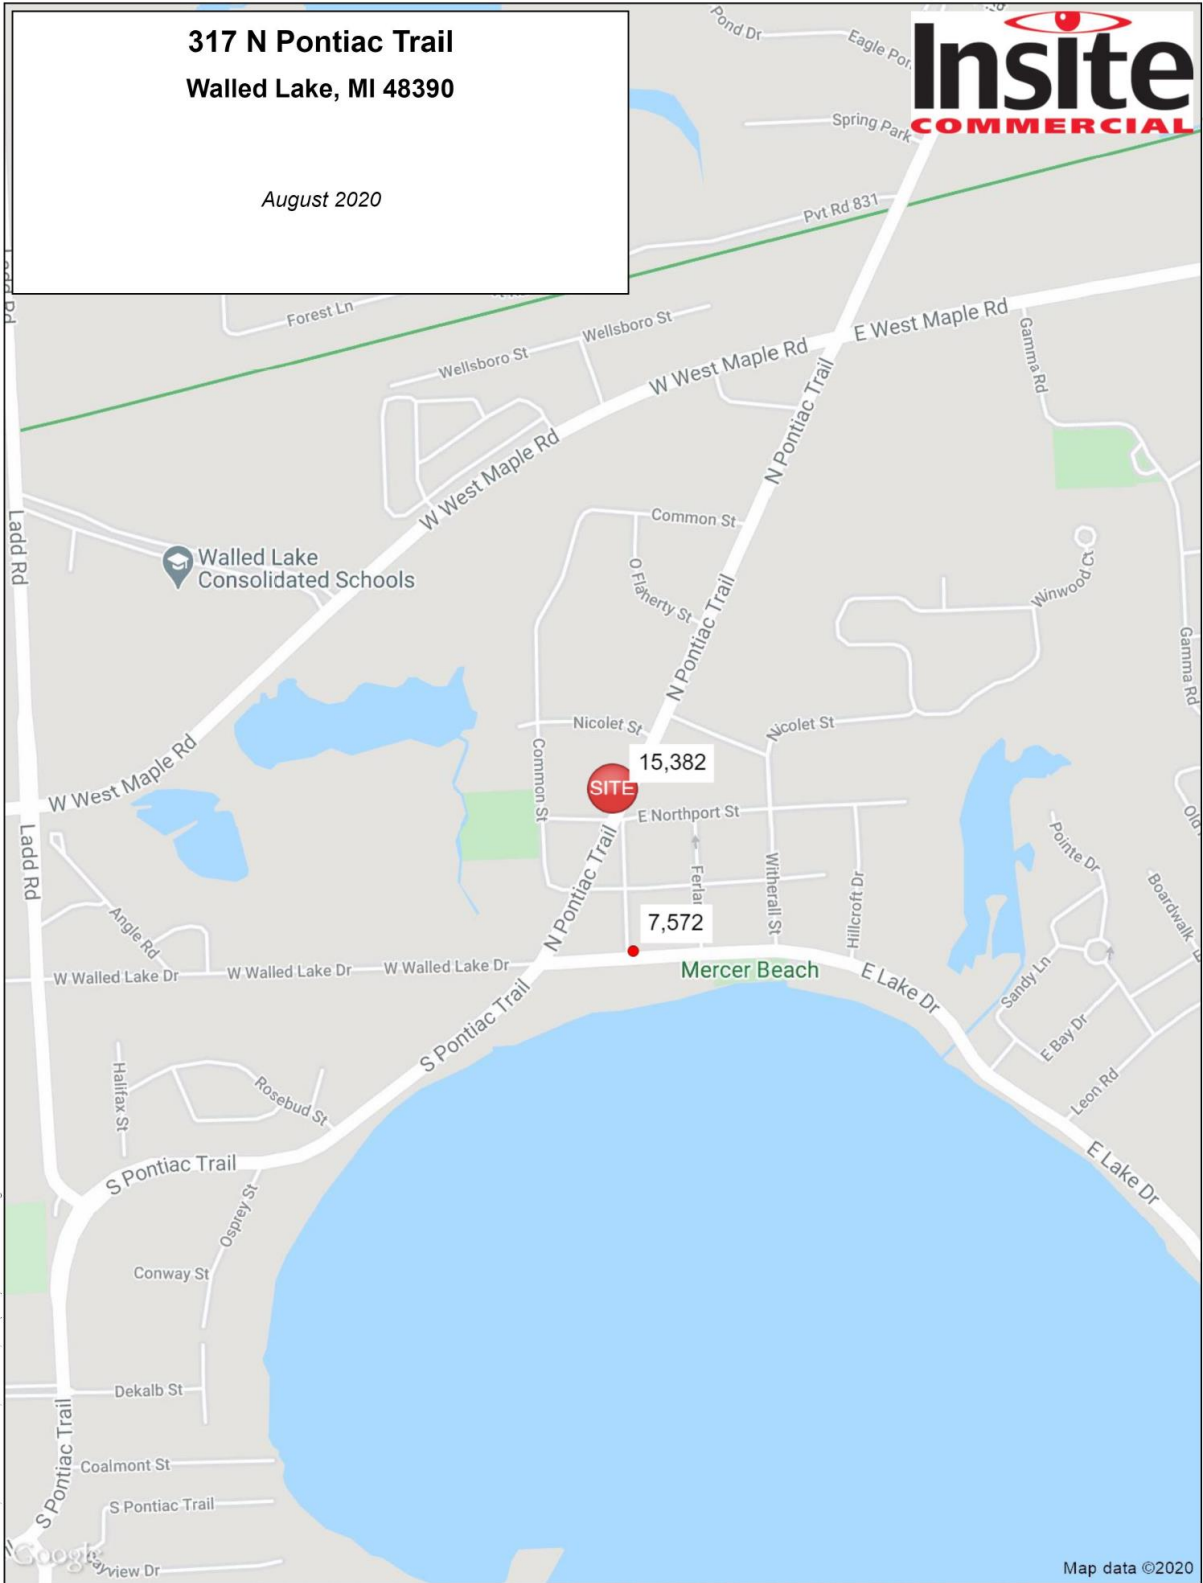 317 N Pontiac Trail
Walled Lake, MI 48390
August 2020
Insite
COMMERCIAL
Pond Dr
Spring Park
Pvt Rd 831
Forest Ln
Wellsboro St
Wellsboro St
E West Maple Rd
W West Maple Rd
Gamma Rd
N Pontiac Trail
W West Maple Rd
Ladd Rd
Common St
Walled Lake
Consolidated Schools
O Flaherty St
N Pontiac Trail
Winwood Ct
Gamma Rd
Nicolet St
Nicolet St
Common St
15,382
SITE
W West Maple Rd
E Northport St
Ladd Rd
N Pontiac Trail
Witherall St
Hillcroft Dr
Pointe Dr
Boardwalk
Angle Rd
7,572
W Walled Lake Dr
W Walled Lake Dr
W Walled Lake Dr
Mercer Beach
E Lake Dr
Sandy Ln
S Pontiac Trail
E Bay Dr
Halifax St
Rosebud St
Leon Rd
S Pontiac Trail
E Lake Dr
Osprey St
Conway St
Dekalb St
S Pontiac Trail
Coalmont St
S Pontiac Trail
Google
Map data ©2020